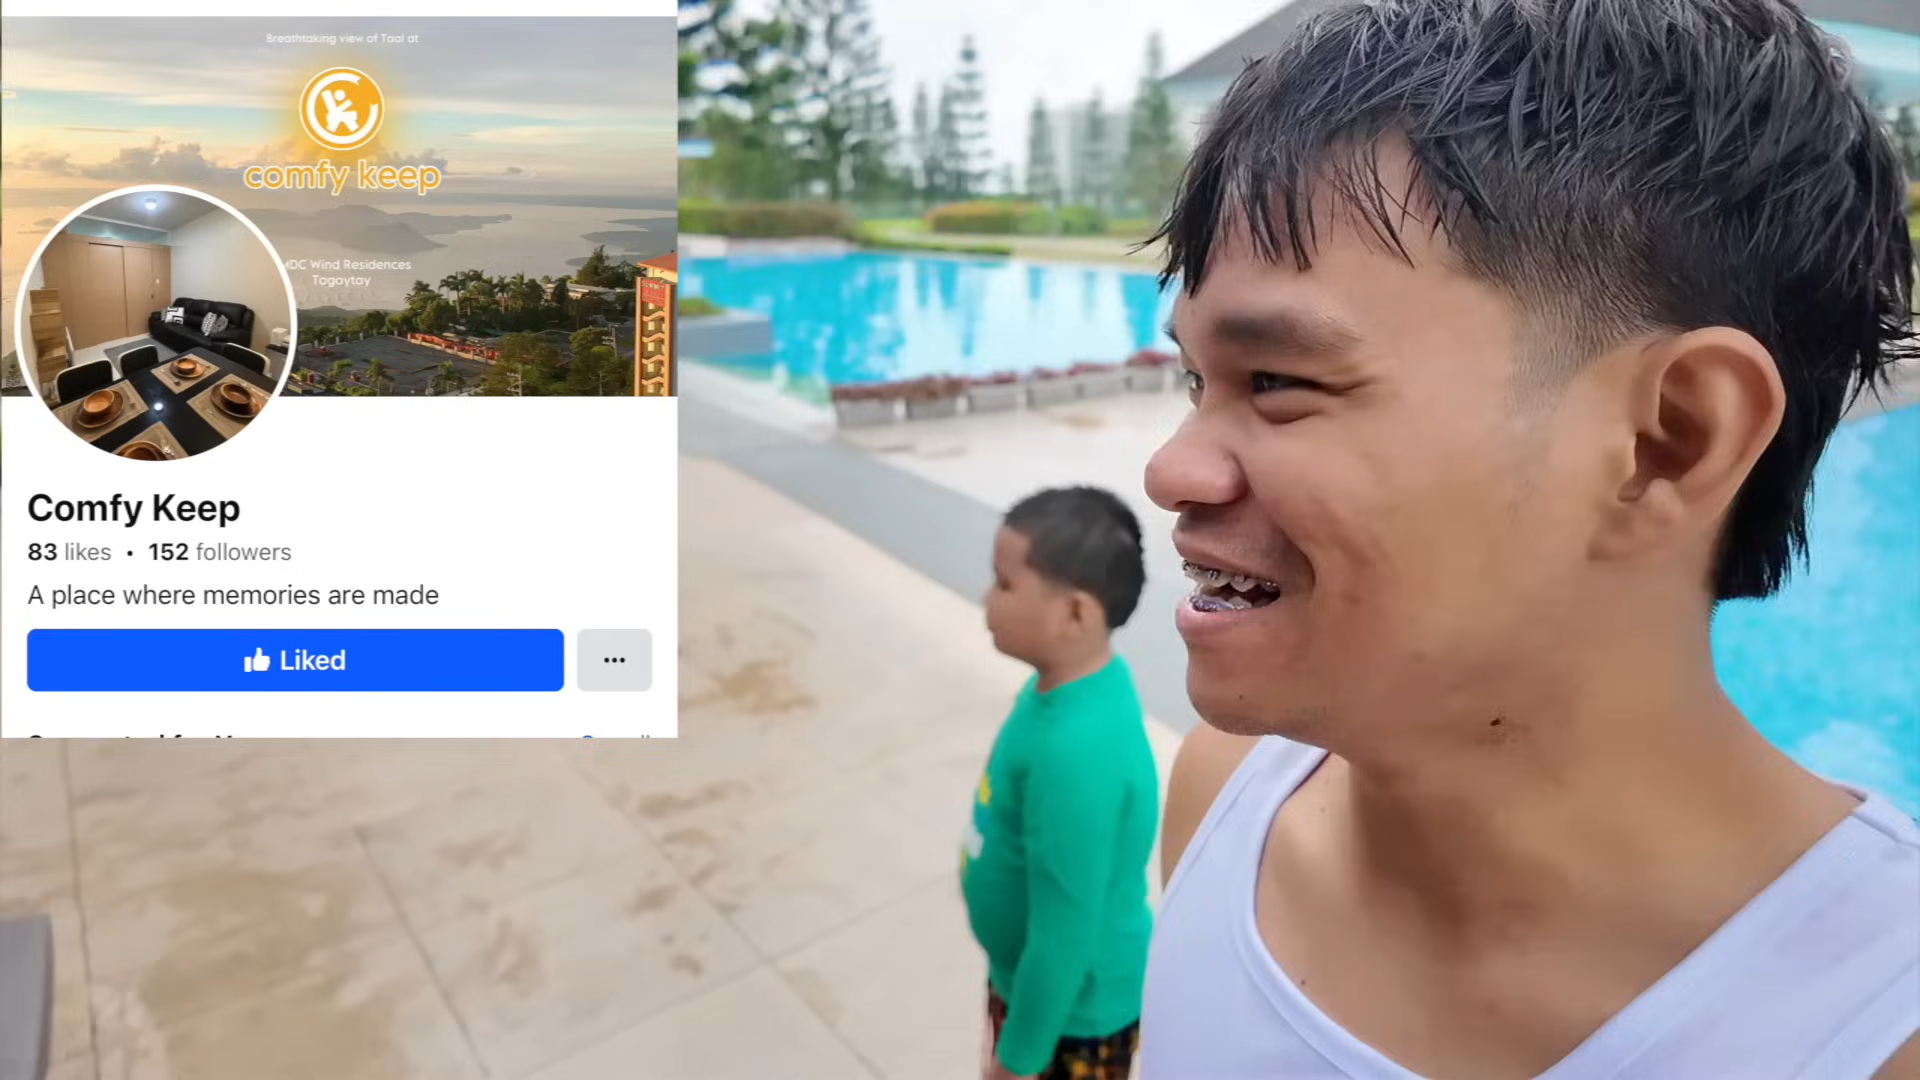 Breathtaking view of Taal at
comfy keep
MDC Wind Residences
Tagaytay
Comfy Keep
83 likes • 152 followers
A place where memories are made
Liked